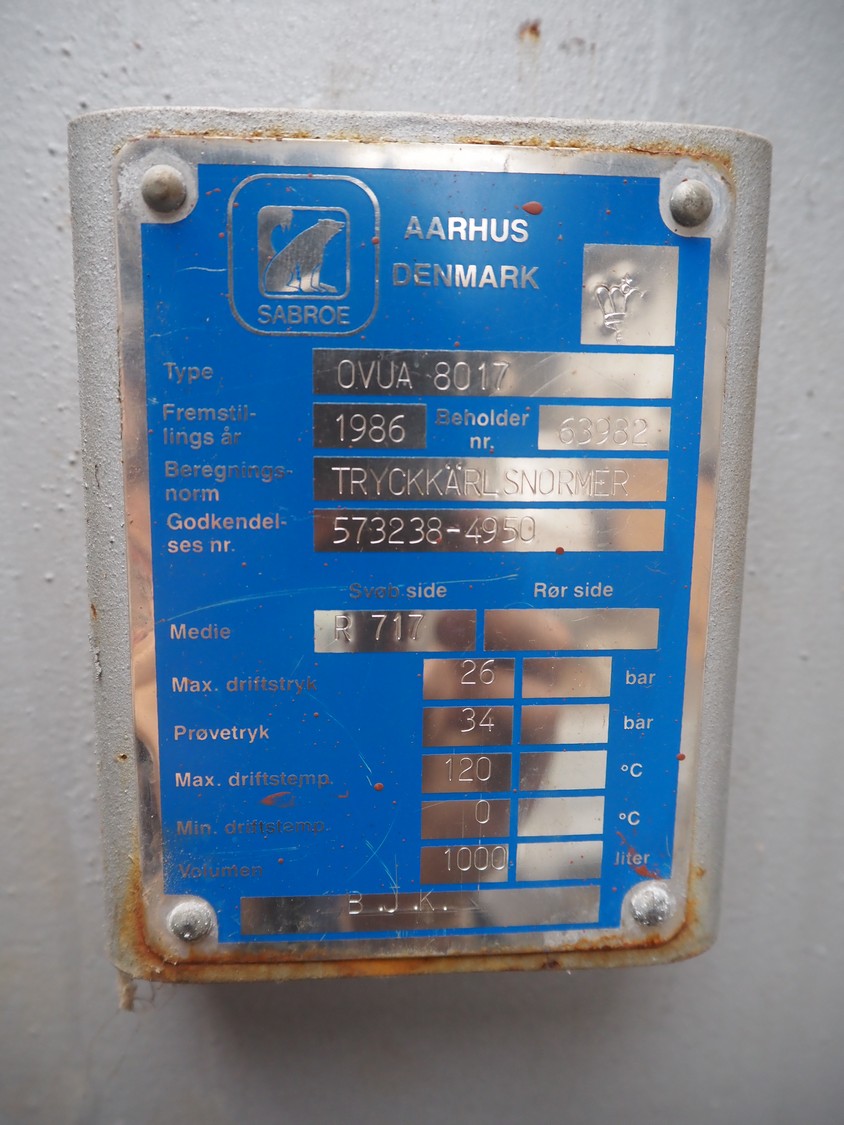 SABROE
AARHUS
DENMARK
Type OVUA 8017
Fremstil-
lings år 1986 Beholder
nr. 63982
Beregnings-
norm TRYCKKÄRLSNORMER
Godkendel-
ses nr. 573238-4950
Svøb side Rør side
Medie R 717
Max. driftstryk 26 bar
Prøvetryk 34 bar
Max. driftstemp. 120 °C
Min. driftstemp. 0 °C
Volumen 1000 liter
B.J.K.